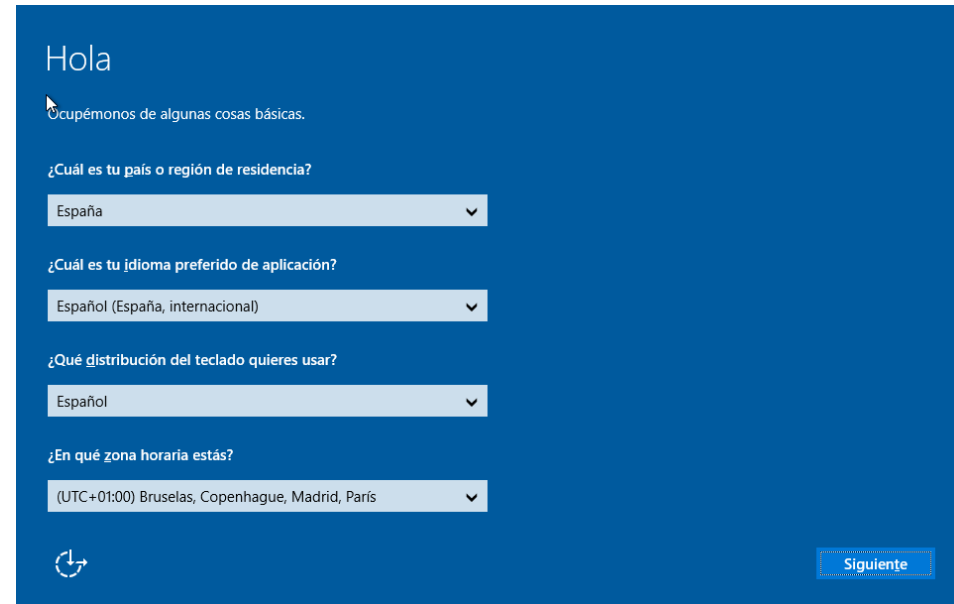 Hola
Ocupémonos de algunas cosas básicas.
¿Cuál es tu país o región de residencia?
España
¿Cuál es tu idioma preferido de aplicación?
Español (España, internacional)
¿Qué distribución del teclado quieres usar?
Español
¿En qué zona horaria estás?
(UTC+01:00) Bruselas, Copenhague, Madrid, París
Siguiente